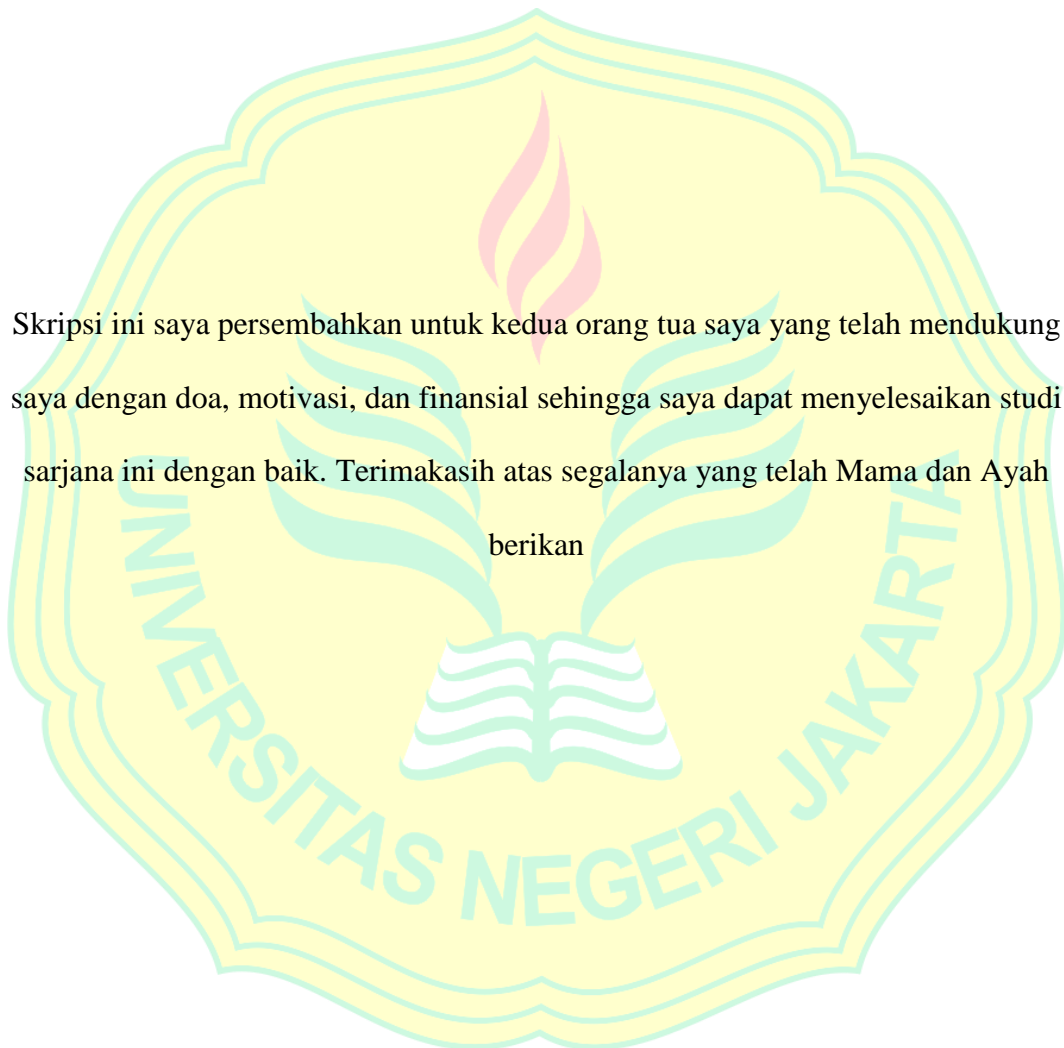 Skripsi ini saya persembahkan untuk kedua orang tua saya yang telah mendukung
saya dengan doa, motivasi, dan finansial sehingga saya dapat menyelesaikan studi
sarjana ini dengan baik. Terimakasih atas segalanya yang telah Mama dan Ayah
berikan
UNIVERSITAS NEGERI JAKARTA